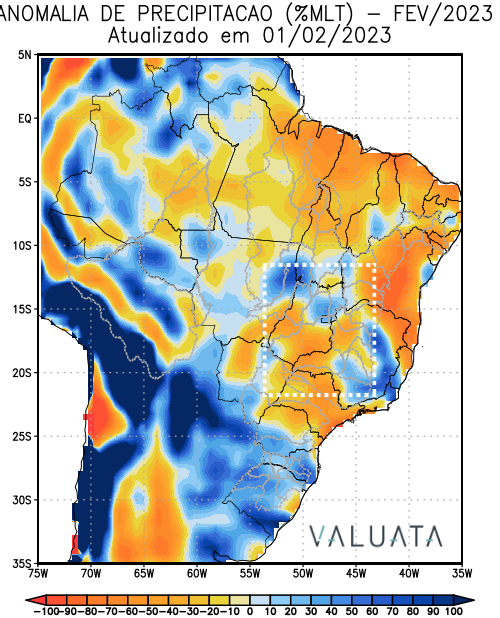 ANOMALIA DE PRECIPITACAO (%MLT) – FEV/2023
Atualizado em 01/02/2023
5N
EQ
5S
10S
15S
20S
25S
30S
35S
VALUATA
75W 70W 65W 60W 55W 50W 45W 40W 35W
-100 -90 -80 -70 -60 -50 -40 -30 -20 -10 0 10 20 30 40 50 60 70 80 90 100